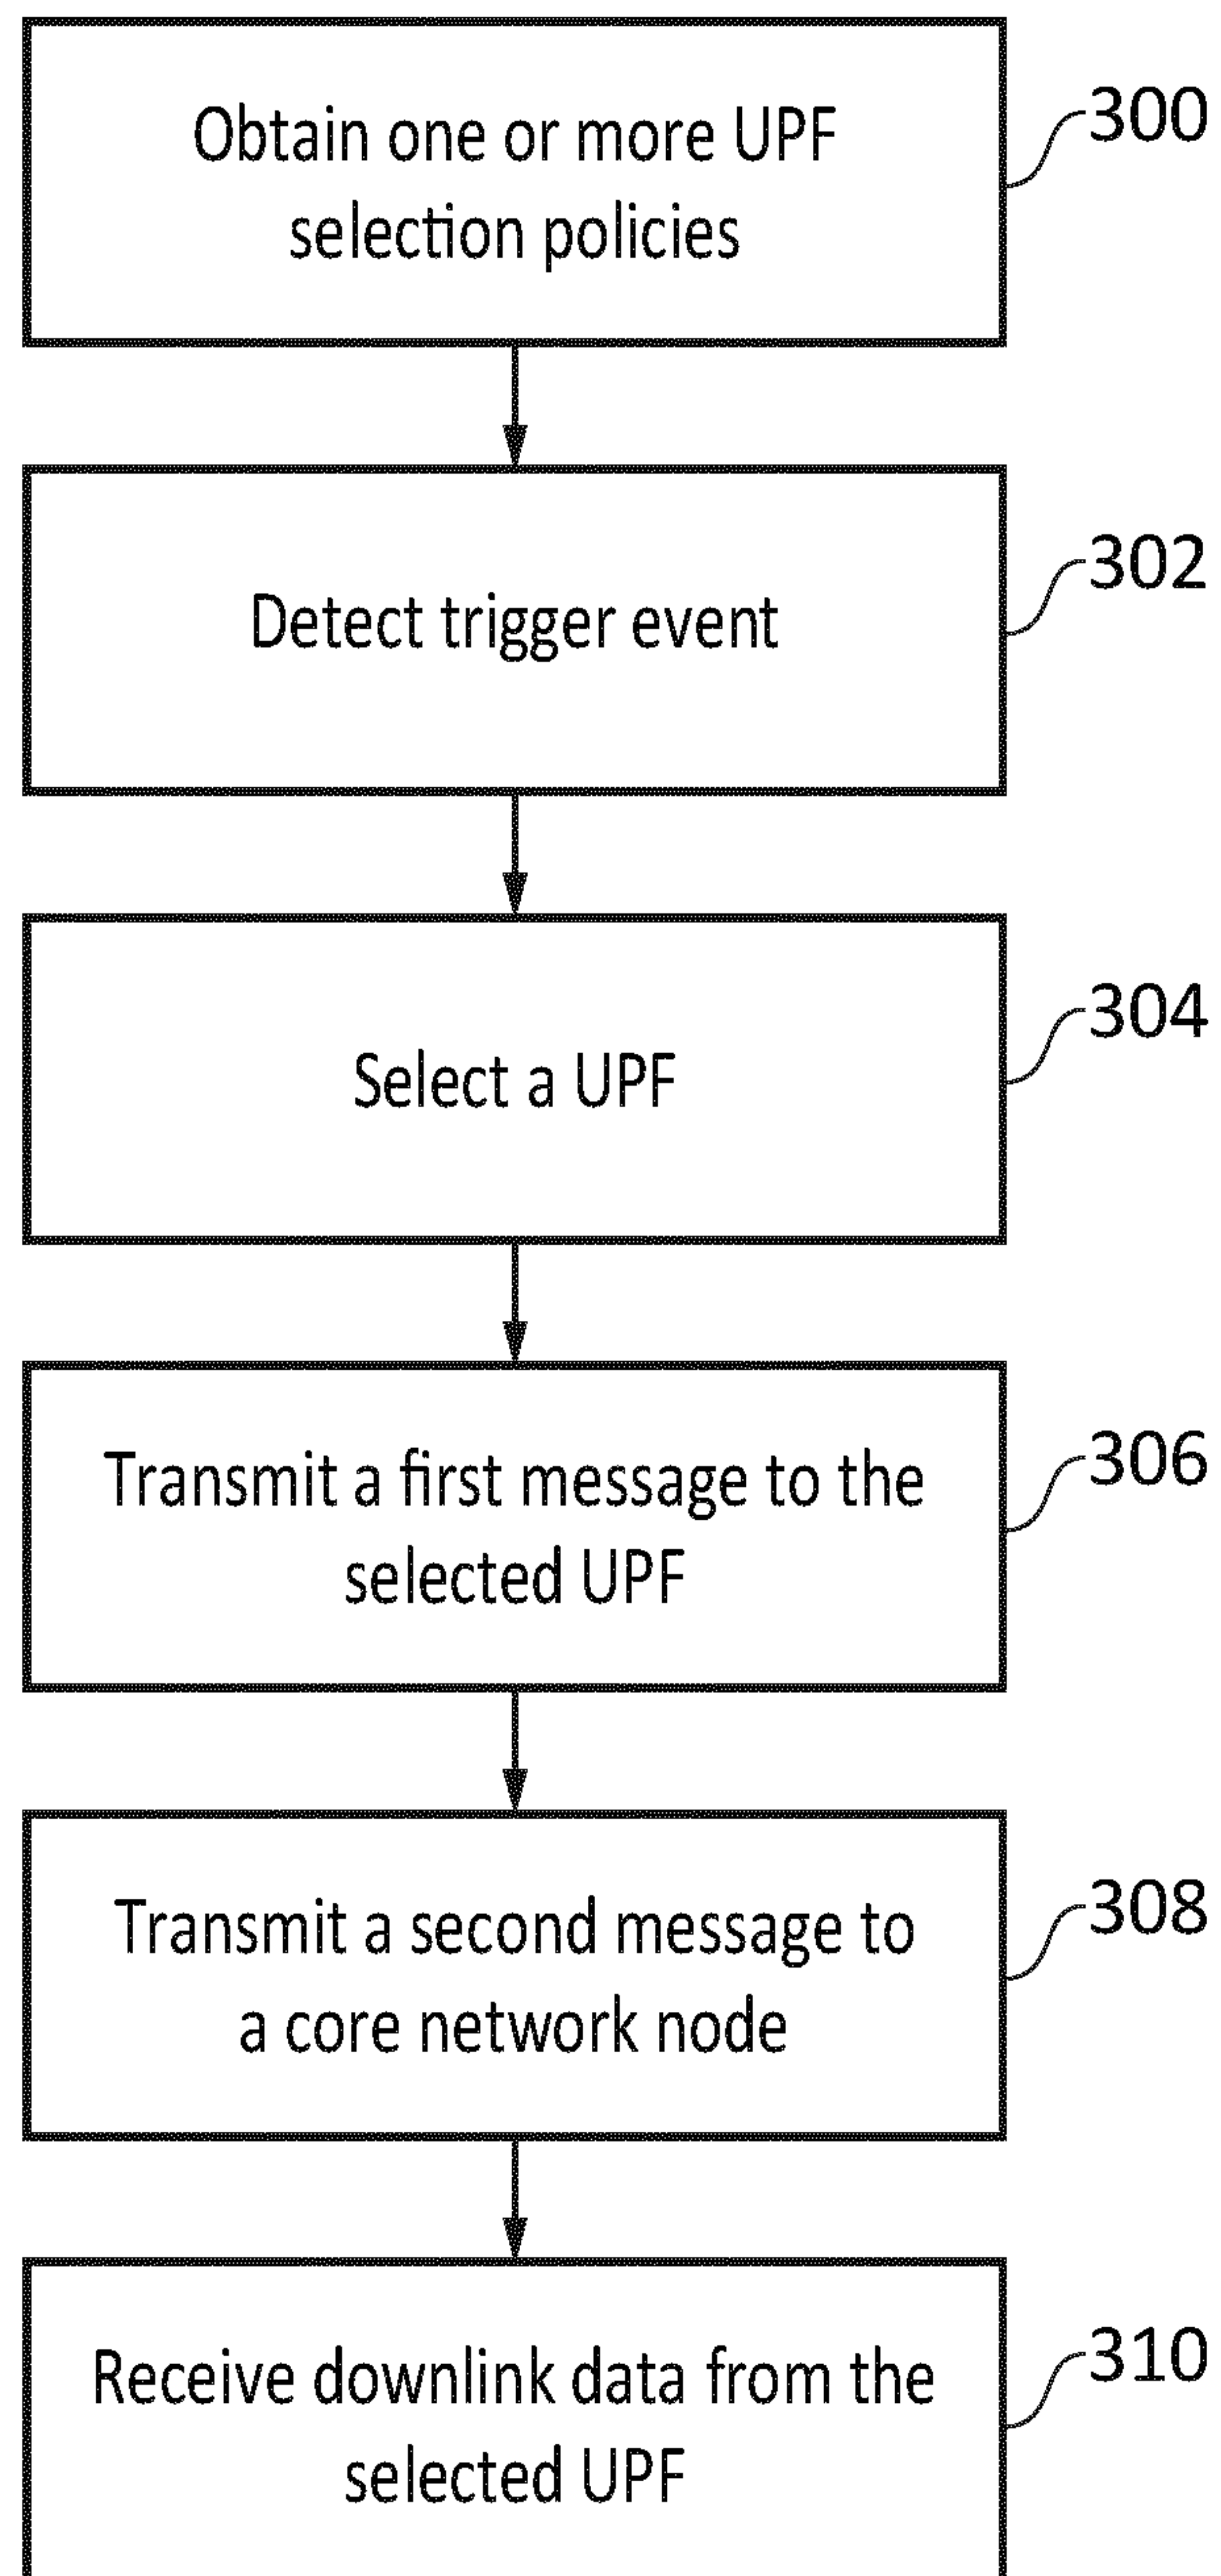 Obtain one or more UPF
selection policies
300
Detect trigger event
302
Select a UPF
304
Transmit a first message to the
selected UPF
306
Transmit a second message to
a core network node
308
Receive downlink data from the
selected UPF
310